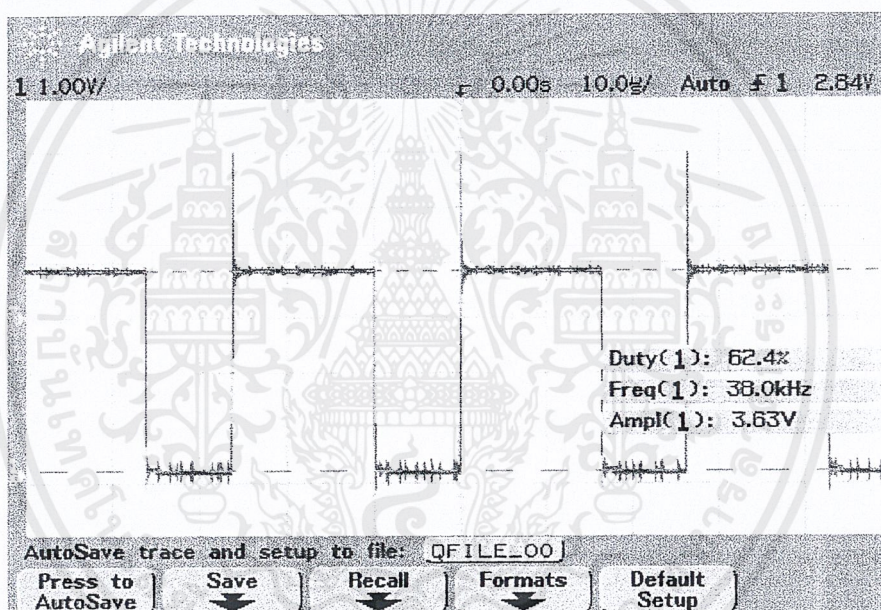 Agilent Technologies
1 1.00V/ 0.00s 10.0µs/ Auto 1 2.84V
Duty(1): 62.4%
Freq(1): 38.0kHz
Ampl(1): 3.63V
AutoSave trace and setup to file: QFILE_00
Press to AutoSave Save Recall Formats Default Setup